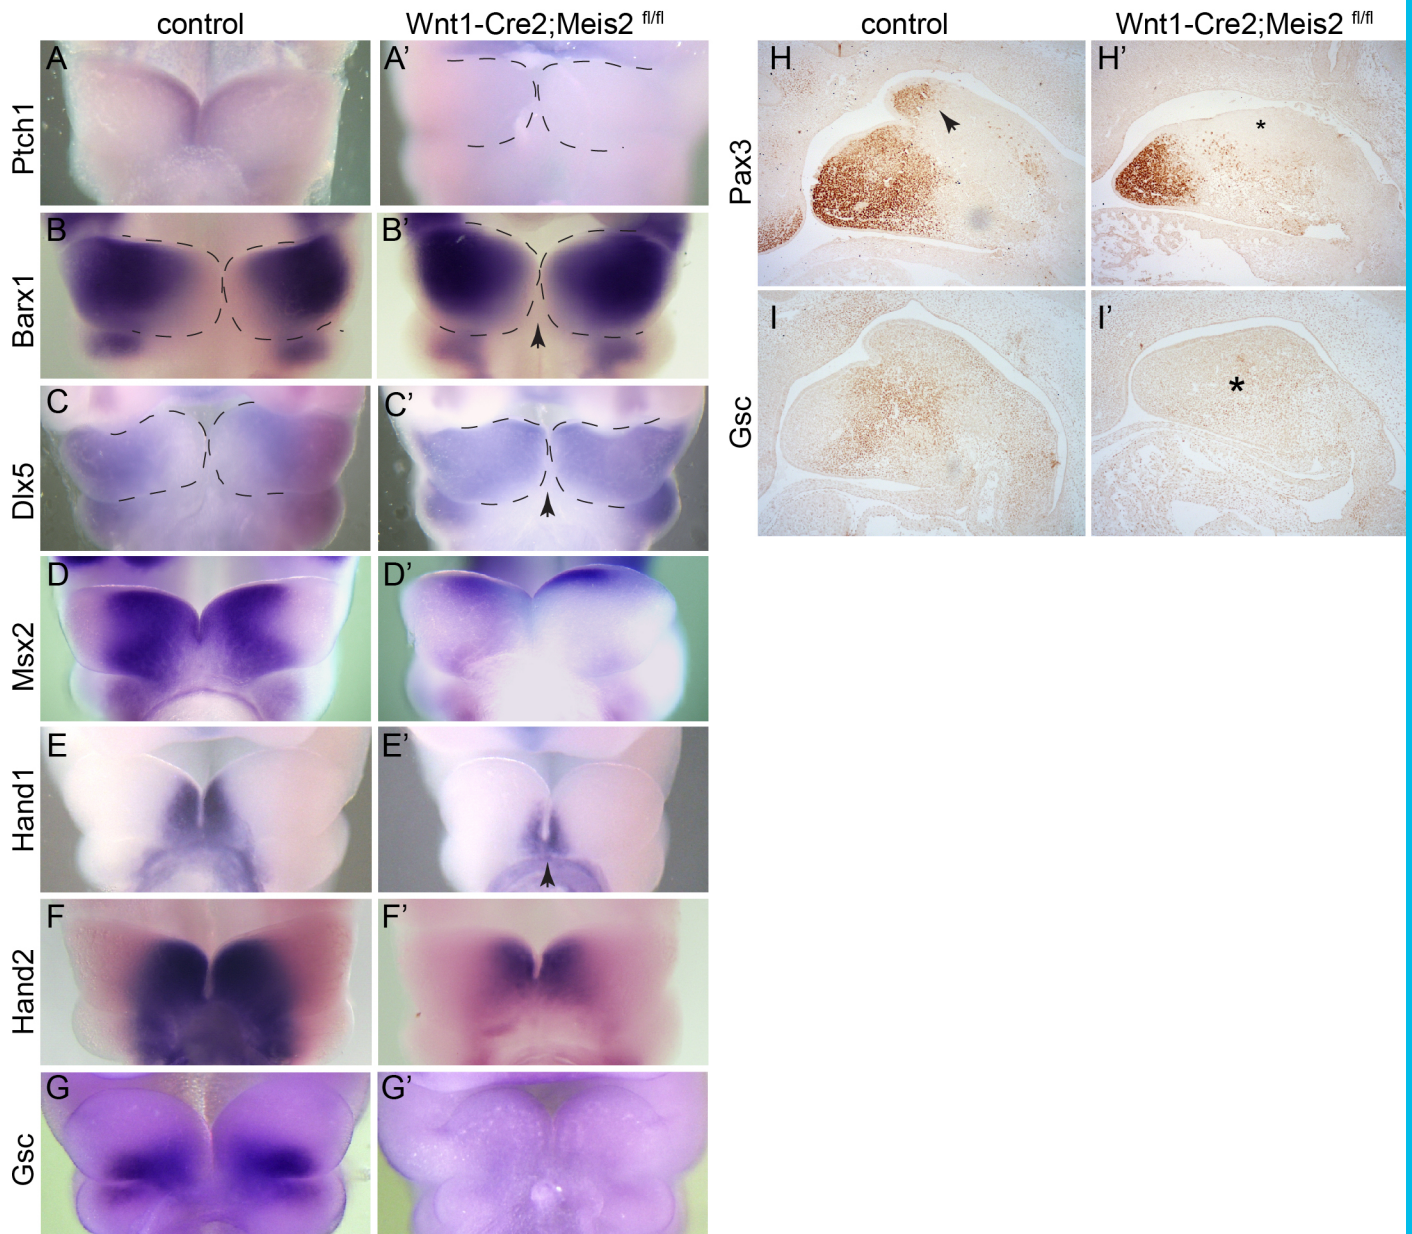 control
Wnt1-Cre2;Meis2 fl/fl
control
Wnt1-Cre2;Meis2 fl/fl
Ptch1
A
A’
Barx1
B
B’
Dlx5
C
C’
Msx2
D
D’
Hand1
E
E’
Hand2
F
F’
Gsc
G
G’
Pax3
H
H’
*
Gsc
I
I’
*